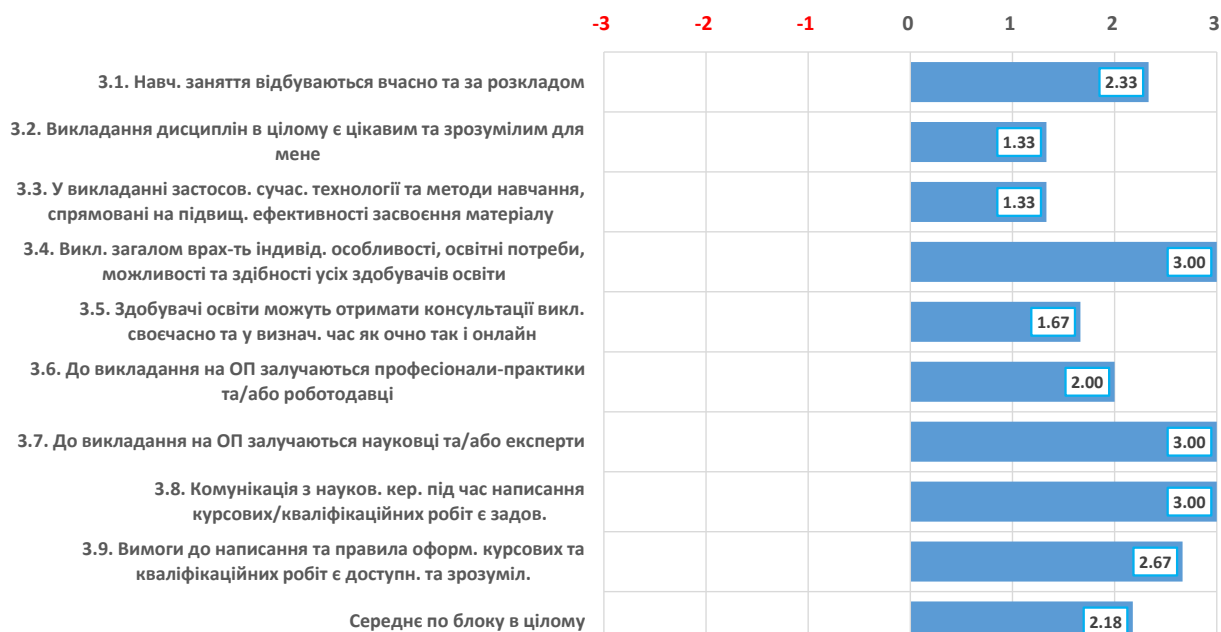 -3 -2 -1 0 1 2 3
3.1. Навч. заняття відбуваються вчасно та за розкладом
2.33
3.2. Викладання дисциплін в цілому є цікавим та зрозумілим для
мене
1.33
3.3. У викладанні застосов. сучас. технології та методи навчання,
спрямовані на підвищ. ефективності засвоєння матеріалу
1.33
3.4. Викл. загалом врах-ть індивід. особливості, освітні потреби,
можливості та здібності усіх здобувачів освіти
3.00
3.5. Здобувачі освіти можуть отримати консультації викл.
своєчасно та у визнач. час як очно так і онлайн
1.67
3.6. До викладання на ОП залучаються професіонали-практики
та/або роботодавці
2.00
3.7. До викладання на ОП залучаються науковці та/або експерти
3.00
3.8. Комунікація з науков. кер. під час написання
курсових/кваліфікаційних робіт є задов.
3.00
3.9. Вимоги до написання та правила оформ. курсових та
кваліфікаційних робіт є доступн. та зрозуміл.
2.67
Середнє по блоку в цілому
2.18